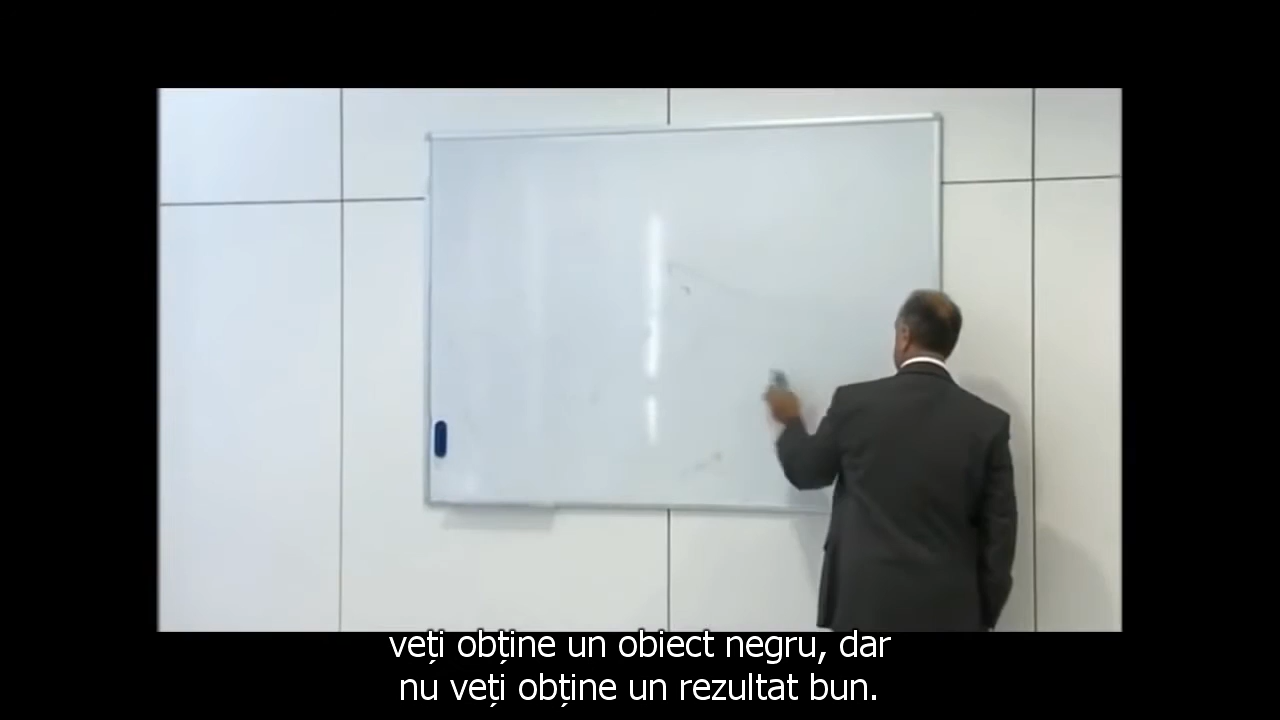 veți obține un obiect negru, dar
nu veți obține un rezultat bun.